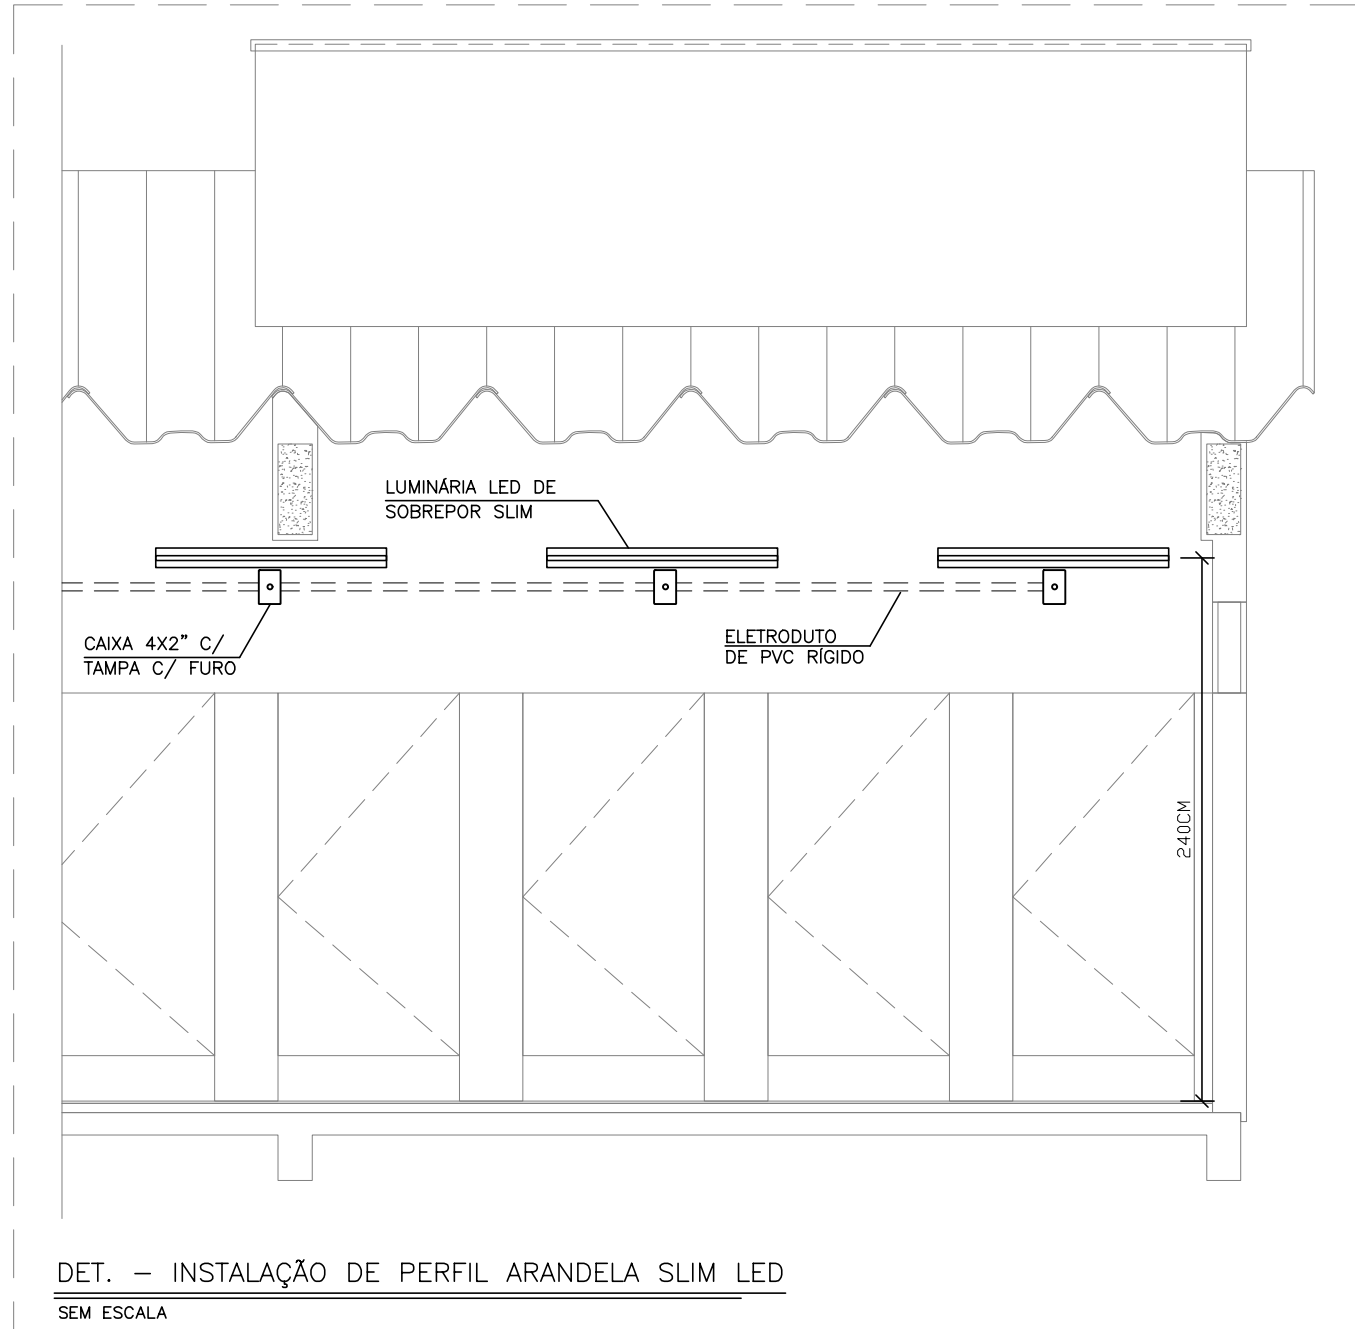 LUMINÁRIA LED DE
SOBREPOR SLIM
CAIXA 4X2” C/
TAMPA C/ FURO
ELETRODUTO
DE PVC RÍGIDO
240CM
DET. – INSTALAÇÃO DE PERFIL ARANDELA SLIM LED
SEM ESCALA